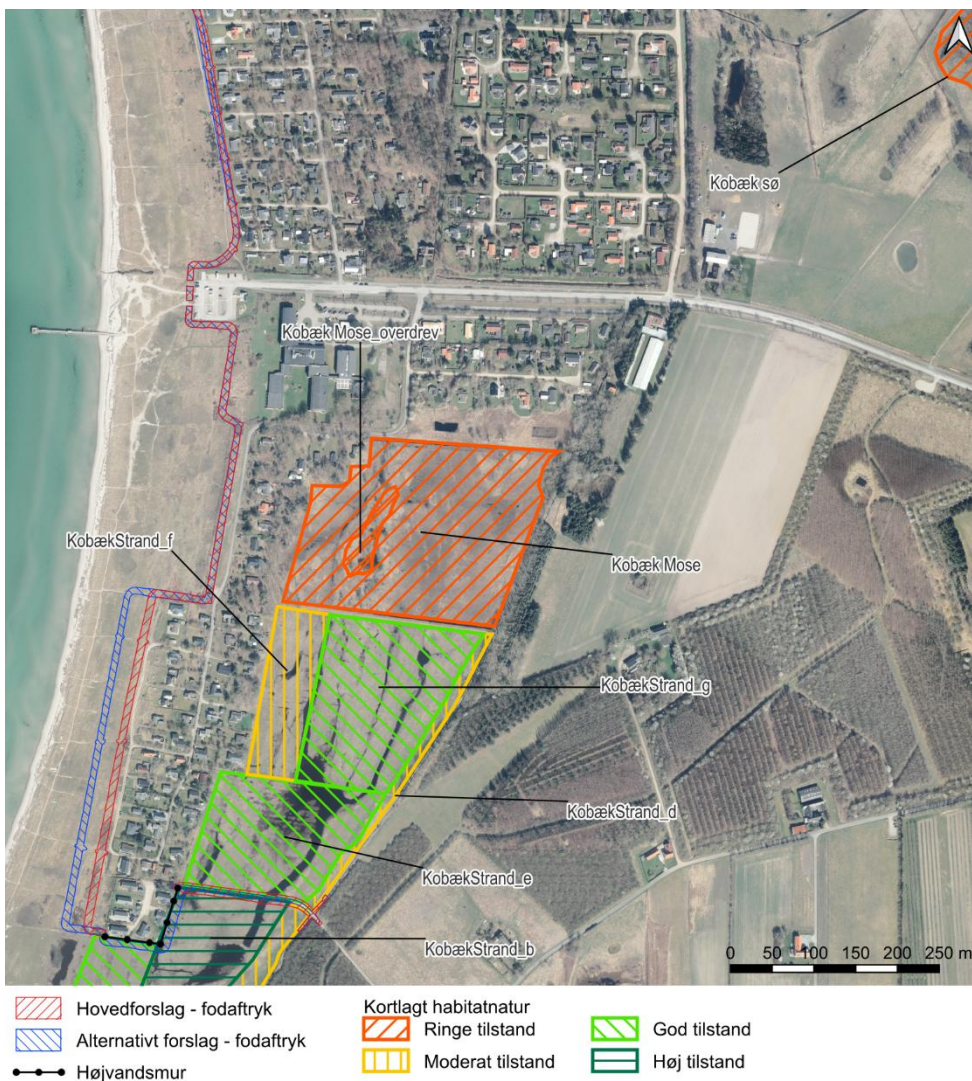 Kobæk sø
Kobæk Mose_overdrev
KobækStrand_f
Kobæk Mose
KobækStrand_g
KobækStrand_d
KobækStrand_e
KobækStrand_b
0 50 100 150 200 250 m
Hovedforslag - fodaftryk
Alternativt forslag - fodaftryk
Højvandsmur
Kortlagt habitatnatur
Ringe tilstand
Moderat tilstand
God tilstand
Høj tilstand